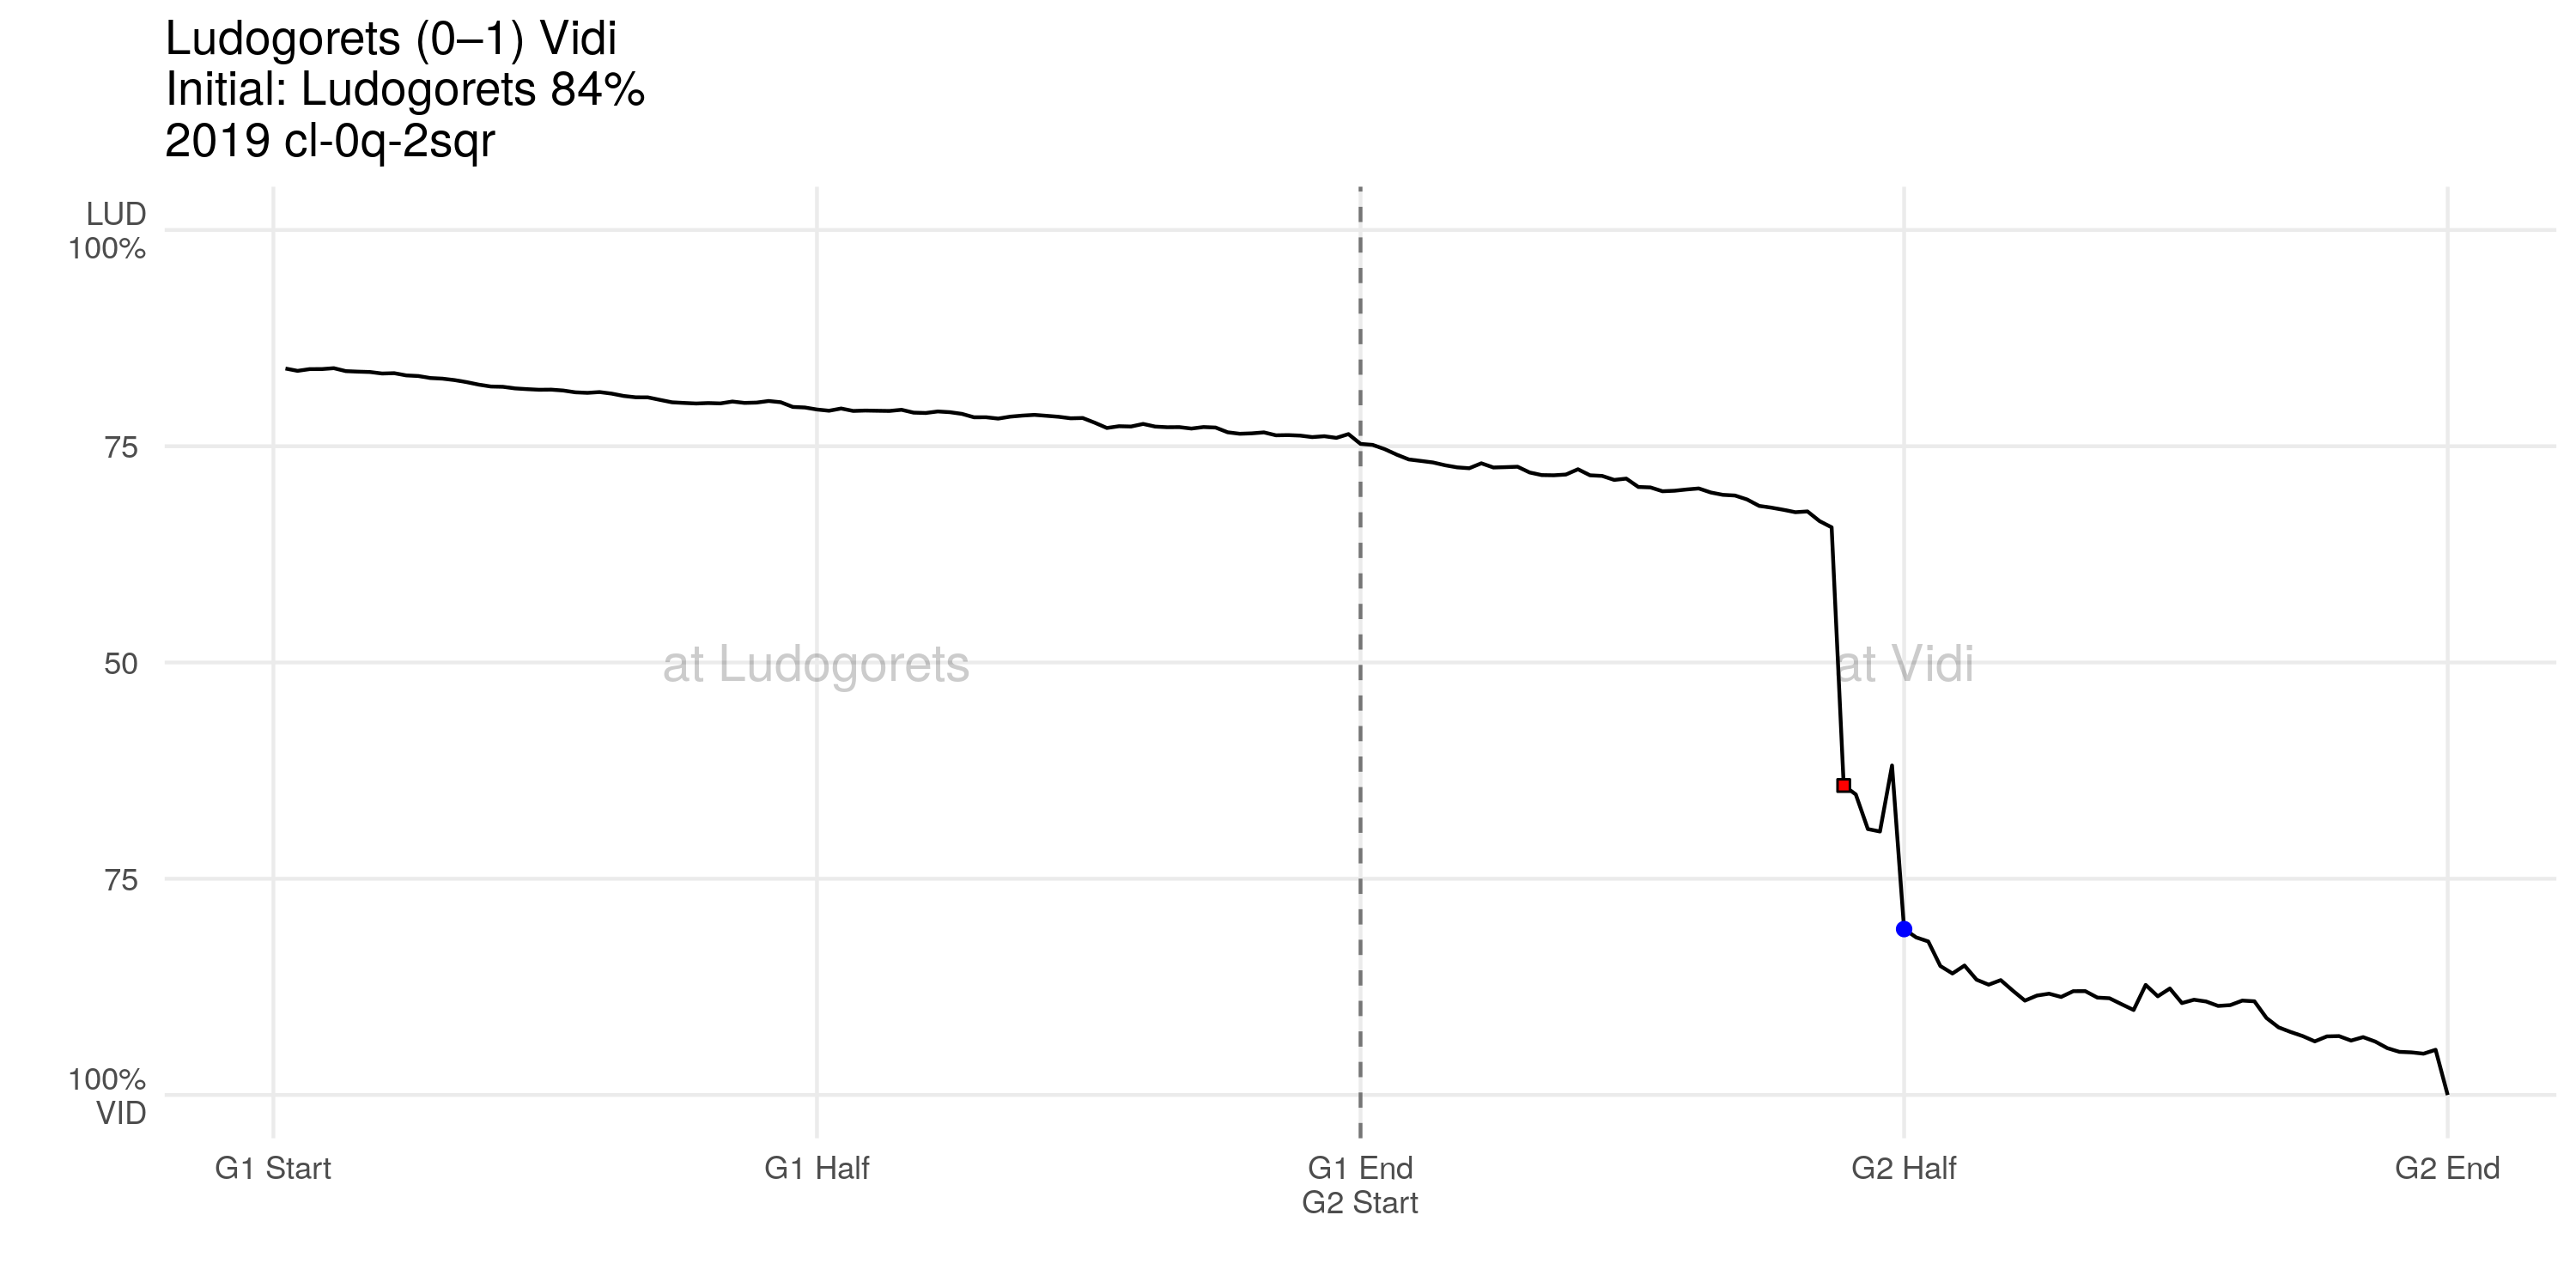 Ludogorets (0–1) Vidi
Initial: Ludogorets 84%
2019 cl-0q-2sqr
LUD
100%
75
50
75
100%
VID
at Ludogorets
at Vidi
G1 Start
G1 Half
G1 End
G2 Start
G2 Half
G2 End